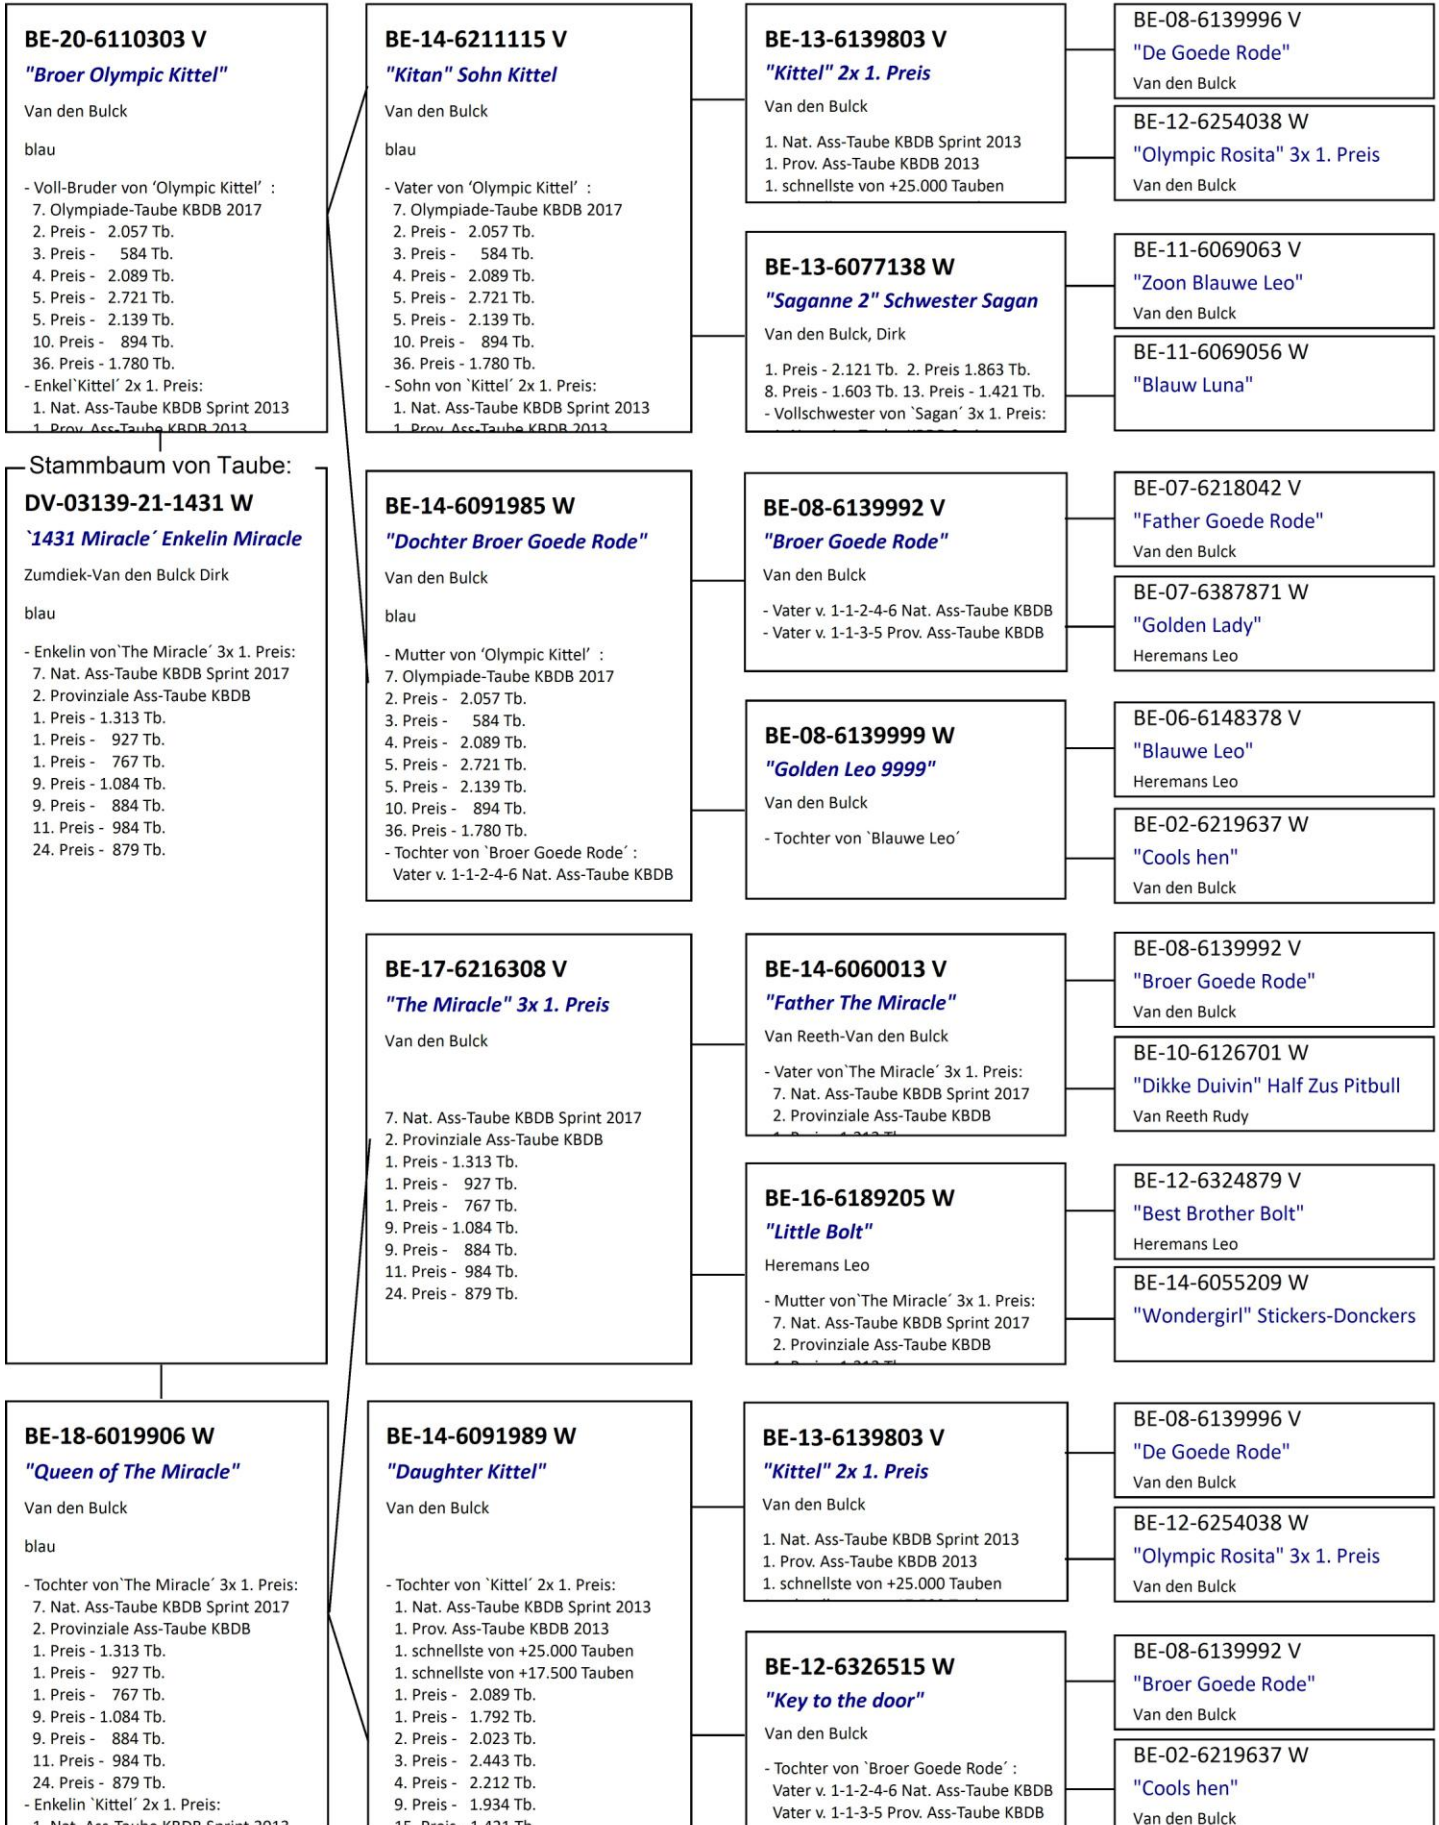 BE-20-6110303 V
"Broer Olympic Kittel"
Van den Bulck
blau
- Voll-Bruder von ‘Olympic Kittel’ :
7. Olympiade-Taube KBDB 2017
2. Preis - 2.057 Tb.
3. Preis - 584 Tb.
4. Preis - 2.089 Tb.
5. Preis - 2.721 Tb.
5. Preis - 2.139 Tb.
10. Preis - 894 Tb.
36. Preis - 1.780 Tb.
- Enkel`Kittel´ 2x 1. Preis:
1. Nat. Ass-Taube KBDB Sprint 2013
1. Prov. Ass-Taube KBDB 2013
Stammbaum von Taube:
DV-03139-21-1431 W
`1431 Miracle´ Enkelin Miracle
Zumdiek-Van den Bulck Dirk
blau
- Enkelin von`The Miracle´ 3x 1. Preis:
7. Nat. Ass-Taube KBDB Sprint 2017
2. Provinziale Ass-Taube KBDB
1. Preis - 1.313 Tb.
1. Preis - 927 Tb.
1. Preis - 767 Tb.
9. Preis - 1.084 Tb.
9. Preis - 884 Tb.
11. Preis - 984 Tb.
24. Preis - 879 Tb.
BE-18-6019906 W
"Queen of The Miracle"
Van den Bulck
blau
- Tochter von`The Miracle´ 3x 1. Preis:
7. Nat. Ass-Taube KBDB Sprint 2017
2. Provinziale Ass-Taube KBDB
1. Preis - 1.313 Tb.
1. Preis - 927 Tb.
1. Preis - 767 Tb.
9. Preis - 1.084 Tb.
9. Preis - 884 Tb.
11. Preis - 984 Tb.
24. Preis - 879 Tb.
- Enkelin `Kittel´ 2x 1. Preis:
1. Nat. Ass-Taube KBDB Sprint 2013
BE-14-6211115 V
"Kitan" Sohn Kittel
Van den Bulck
blau
- Vater von ‘Olympic Kittel’ :
7. Olympiade-Taube KBDB 2017
2. Preis - 2.057 Tb.
3. Preis - 584 Tb.
4. Preis - 2.089 Tb.
5. Preis - 2.721 Tb.
5. Preis - 2.139 Tb.
10. Preis - 894 Tb.
36. Preis - 1.780 Tb.
- Sohn von `Kittel´ 2x 1. Preis:
1. Nat. Ass-Taube KBDB Sprint 2013
1. Prov. Ass-Taube KBDB 2013
BE-14-6091985 W
"Dochter Broer Goede Rode"
Van den Bulck
blau
- Mutter von ‘Olympic Kittel’ :
7. Olympiade-Taube KBDB 2017
2. Preis - 2.057 Tb.
3. Preis - 584 Tb.
4. Preis - 2.089 Tb.
5. Preis - 2.721 Tb.
5. Preis - 2.139 Tb.
10. Preis - 894 Tb.
36. Preis - 1.780 Tb.
- Tochter von `Broer Goede Rode´ :
Vater v. 1-1-2-4-6 Nat. Ass-Taube KBDB
BE-17-6216308 V
"The Miracle" 3x 1. Preis
Van den Bulck
7. Nat. Ass-Taube KBDB Sprint 2017
2. Provinziale Ass-Taube KBDB
1. Preis - 1.313 Tb.
1. Preis - 927 Tb.
1. Preis - 767 Tb.
9. Preis - 1.084 Tb.
9. Preis - 884 Tb.
11. Preis - 984 Tb.
24. Preis - 879 Tb.
BE-14-6091989 W
"Daughter Kittel"
Van den Bulck
- Tochter von `Kittel´ 2x 1. Preis:
1. Nat. Ass-Taube KBDB Sprint 2013
1. Prov. Ass-Taube KBDB 2013
1. schnellste von +25.000 Tauben
1. schnellste von +17.500 Tauben
1. Preis - 2.089 Tb.
1. Preis - 1.792 Tb.
2. Preis - 2.023 Tb.
3. Preis - 2.443 Tb.
4. Preis - 2.212 Tb.
9. Preis - 1.934 Tb.
15. Preis - 1.421 Tb.
BE-13-6139803 V
"Kittel" 2x 1. Preis
Van den Bulck
1. Nat. Ass-Taube KBDB Sprint 2013
1. Prov. Ass-Taube KBDB 2013
1. schnellste von +25.000 Tauben
BE-13-6077138 W
"Saganne 2" Schwester Sagan
Van den Bulck, Dirk
1. Preis - 2.121 Tb. 2. Preis 1.863 Tb.
8. Preis - 1.603 Tb. 13. Preis - 1.421 Tb.
- Vollschwester von `Sagan´ 3x 1. Preis:
BE-08-6139992 V
"Broer Goede Rode"
Van den Bulck
- Vater v. 1-1-2-4-6 Nat. Ass-Taube KBDB
- Vater v. 1-1-3-5 Prov. Ass-Taube KBDB
BE-08-6139999 W
"Golden Leo 9999"
Van den Bulck
- Tochter von `Blauwe Leo´
BE-14-6060013 V
"Father The Miracle"
Van Reeth-Van den Bulck
- Vater von`The Miracle´ 3x 1. Preis:
7. Nat. Ass-Taube KBDB Sprint 2017
2. Provinziale Ass-Taube KBDB
BE-16-6189205 W
"Little Bolt"
Heremans Leo
- Mutter von`The Miracle´ 3x 1. Preis:
7. Nat. Ass-Taube KBDB Sprint 2017
2. Provinziale Ass-Taube KBDB
BE-13-6139803 V
"Kittel" 2x 1. Preis
Van den Bulck
1. Nat. Ass-Taube KBDB Sprint 2013
1. Prov. Ass-Taube KBDB 2013
1. schnellste von +25.000 Tauben
BE-12-6326515 W
"Key to the door"
Van den Bulck
- Tochter von `Broer Goede Rode´ :
Vater v. 1-1-2-4-6 Nat. Ass-Taube KBDB
Vater v. 1-1-3-5 Prov. Ass-Taube KBDB
BE-08-6139996 V
"De Goede Rode"
Van den Bulck
BE-12-6254038 W
"Olympic Rosita" 3x 1. Preis
Van den Bulck
BE-11-6069063 V
"Zoon Blauwe Leo"
Van den Bulck
BE-11-6069056 W
"Blauw Luna"
BE-07-6218042 V
"Father Goede Rode"
Van den Bulck
BE-07-6387871 W
"Golden Lady"
Heremans Leo
BE-06-6148378 V
"Blauwe Leo"
Heremans Leo
BE-02-6219637 W
"Cools hen"
Van den Bulck
BE-08-6139992 V
"Broer Goede Rode"
Van den Bulck
BE-10-6126701 W
"Dikke Duivin" Half Zus Pitbull
Van Reeth Rudy
BE-12-6324879 V
"Best Brother Bolt"
Heremans Leo
BE-14-6055209 W
"Wondergirl" Stickers-Donckers
BE-08-6139996 V
"De Goede Rode"
Van den Bulck
BE-12-6254038 W
"Olympic Rosita" 3x 1. Preis
Van den Bulck
BE-08-6139992 V
"Broer Goede Rode"
Van den Bulck
BE-02-6219637 W
"Cools hen"
Van den Bulck